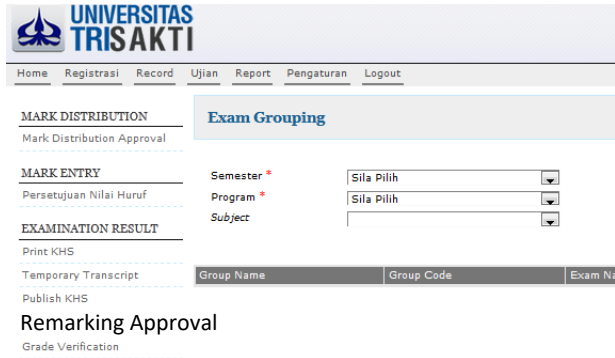 UNIVERSITAS
TRISAKTI
Home Registrasi Record Ujian Report Pengaturan Logout
MARK DISTRIBUTION
Mark Distribution Approval
MARK ENTRY
Persetujuan Nilai Huruf
EXAMINATION RESULT
Print KHS
Temporary Transcript
Publish KHS
Remarking Approval
Grade Verification
Exam Grouping
Semester * Sila Pilih
Program * Sila Pilih
Subject
Group Name Group Code Exam